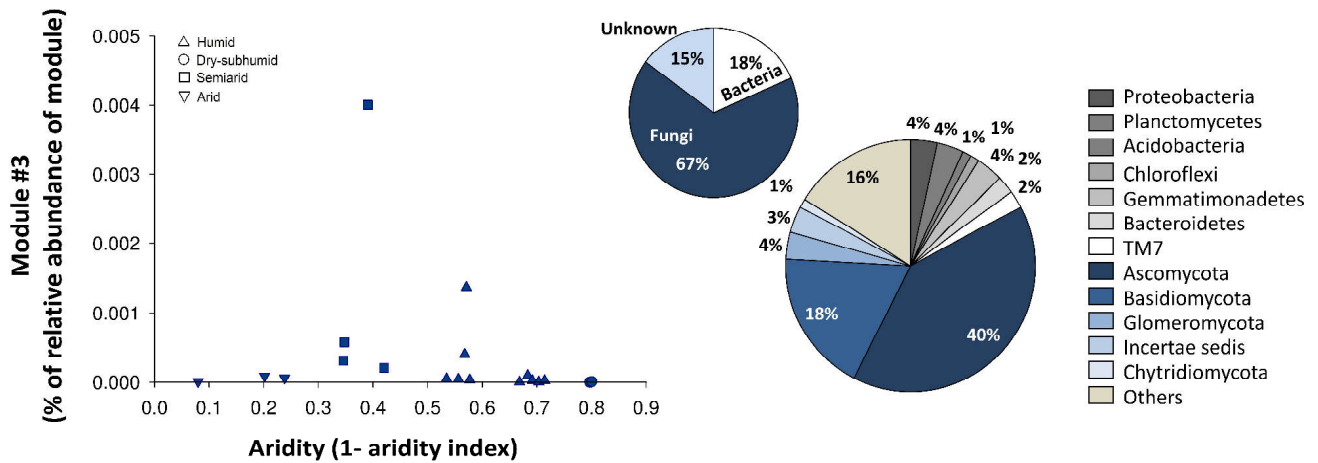 Module #3
(% of relative abundance of module)
0.005
0.004
0.003
0.002
0.001
0.000
Humid
Dry-subhumid
Semiarid
Arid
0.0 0.1 0.2 0.3 0.4 0.5 0.6 0.7 0.8 0.9
Aridity (1- aridity index)
Unknown
15%
18%
Bacteria
Fungi
67%
4% 4% 1% 1%
4% 2%
2%
16%
1%
3%
4%
18%
40%
Proteobacteria
Planctomycetes
Acidobacteria
Chloroflexi
Gemmatimonadetes
Bacteroidetes
TM7
Ascomycota
Basidiomycota
Glomeromycota
Incertae sedis
Chytridiomycota
Others